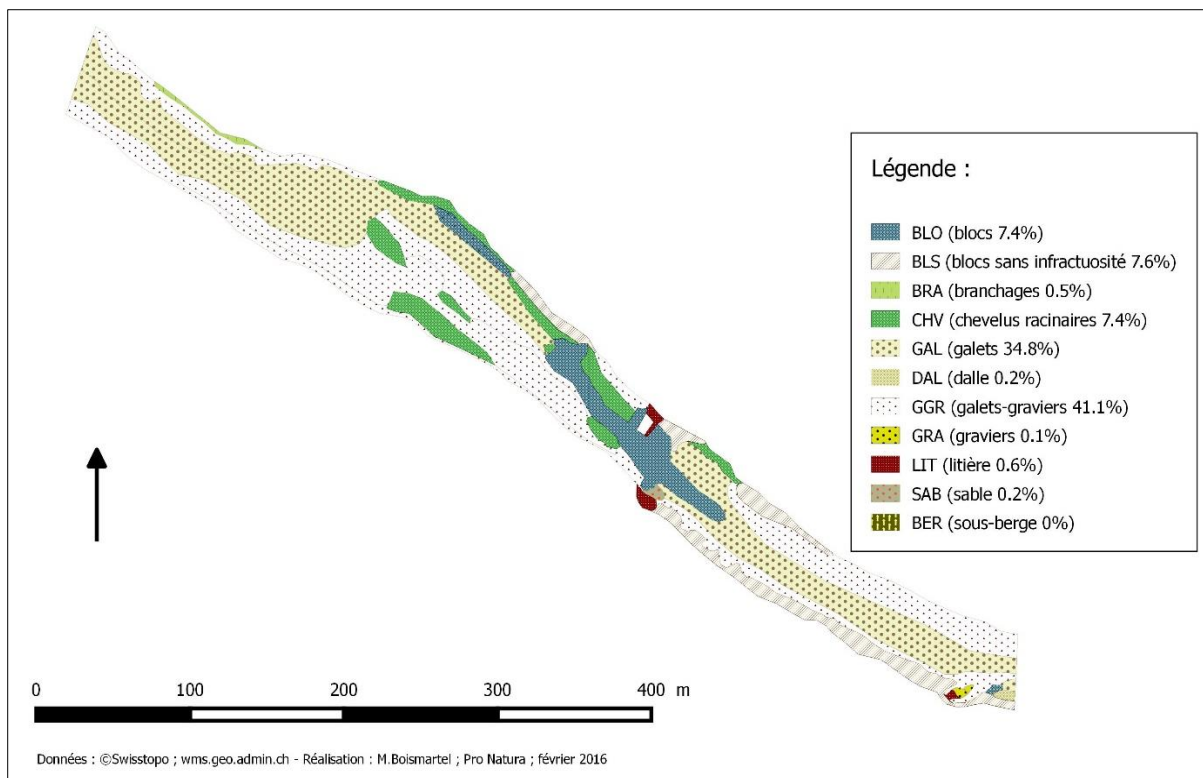 Légende :
BLO (blocs 7.4%)
BLS (blocs sans infractuosité 7.6%)
BRA (branchages 0.5%)
CHV (chevelus racinaires 7.4%)
GAL (galets 34.8%)
DAL (dalle 0.2%)
GGR (galets-graviers 41.1%)
GRA (graviers 0.1%)
LIT (litière 0.6%)
SAB (sable 0.2%)
BER (sous-berge 0%)
0 100 200 300 400 m
Données : ©Swisstopo ; wms.geo.admin.ch - Réalisation : M.Boismartel ; Pro Natura ; février 2016